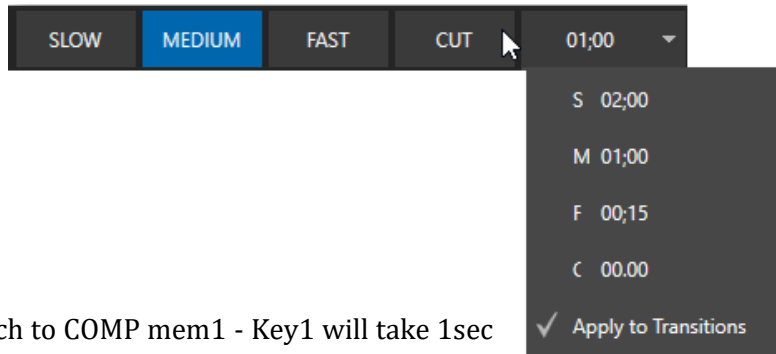 SLOW MEDIUM FAST CUT 01;00
S 02;00
M 01;00
F 00;15
C 00.00
Apply to Transitions
to COMP mem1 - Key1 will take 1sec